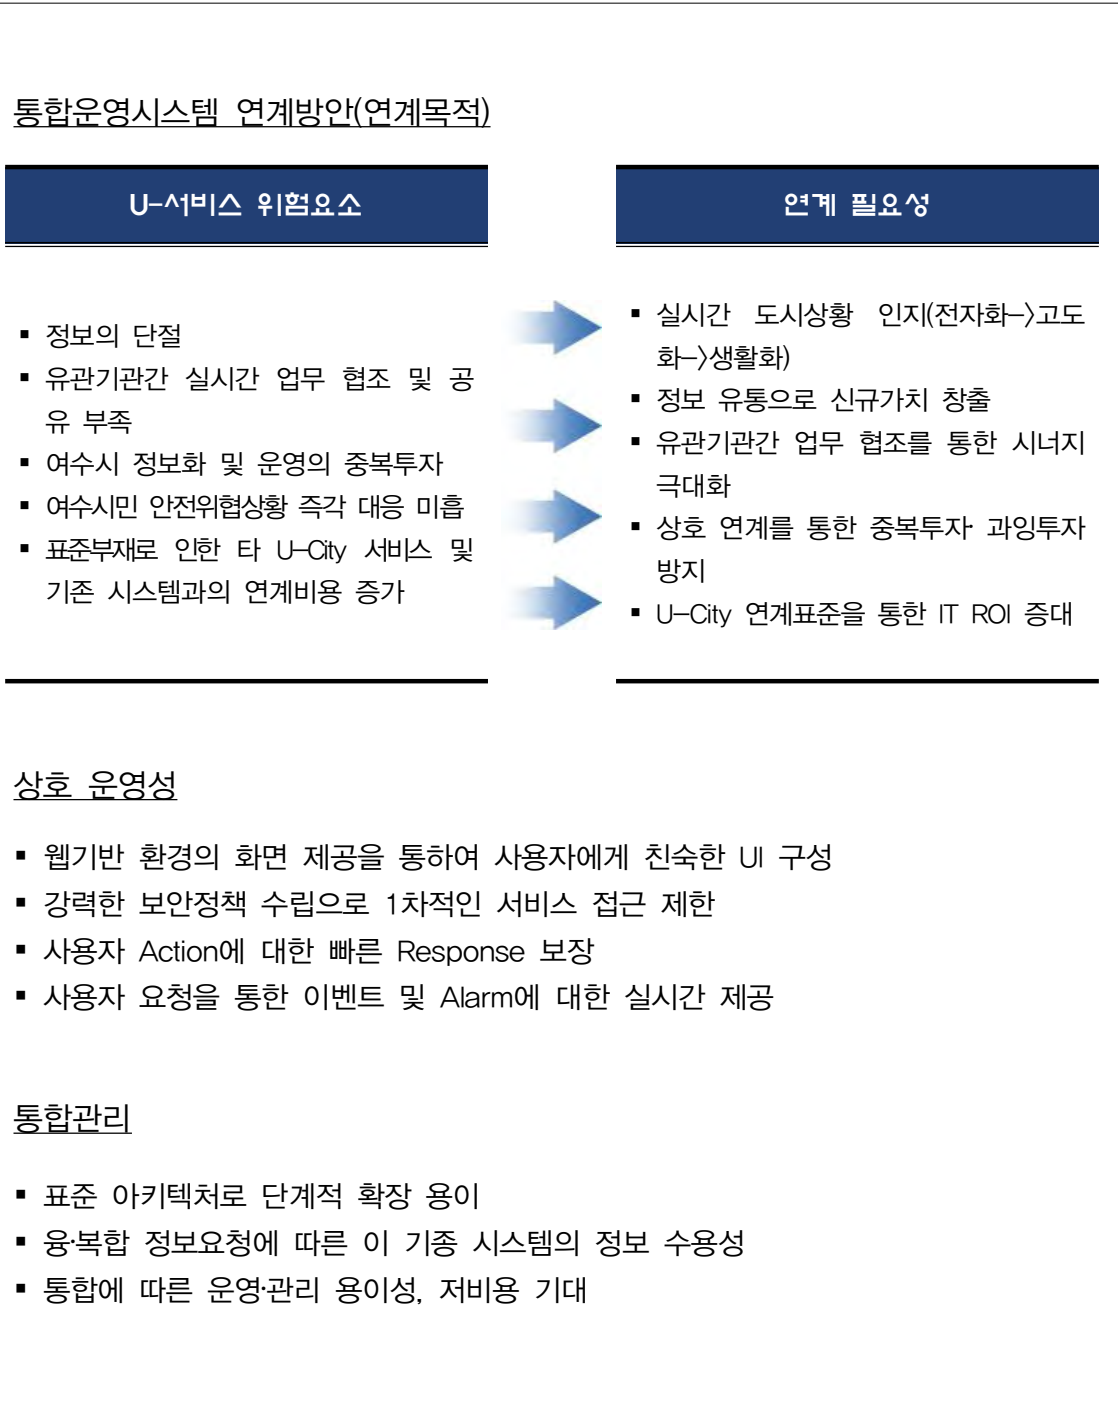 통합운영시스템 연계방안(연계목적)
U-서비스 위험요소
▪ 정보의 단절
▪ 유관기관간 실시간 업무 협조 및 공
유 부족
▪ 여수시 정보화 및 운영의 중복투자
▪ 여수시민 안전위협상황 즉각 대응 미흡
▪ 표준부재로 인한 타 U-City 서비스 및
기존 시스템과의 연계비용 증가
연계 필요성
▪ 실시간 도시상황 인지(전자화-〉고도
화-〉생활화)
▪ 정보 유통으로 신규가치 창출
▪ 유관기관간 업무 협조를 통한 시너지
극대화
▪ 상호 연계를 통한 중복투자· 과잉투자
방지
▪ U-City 연계표준을 통한 IT ROI 증대
상호 운영성
▪ 웹기반 환경의 화면 제공을 통하여 사용자에게 친숙한 UI 구성
▪ 강력한 보안정책 수립으로 1차적인 서비스 접근 제한
▪ 사용자 Action에 대한 빠른 Response 보장
▪ 사용자 요청을 통한 이벤트 및 Alarm에 대한 실시간 제공
통합관리
▪ 표준 아키텍처로 단계적 확장 용이
▪ 융·복합 정보요청에 따른 이 기종 시스템의 정보 수용성
▪ 통합에 따른 운영·관리 용이성, 저비용 기대